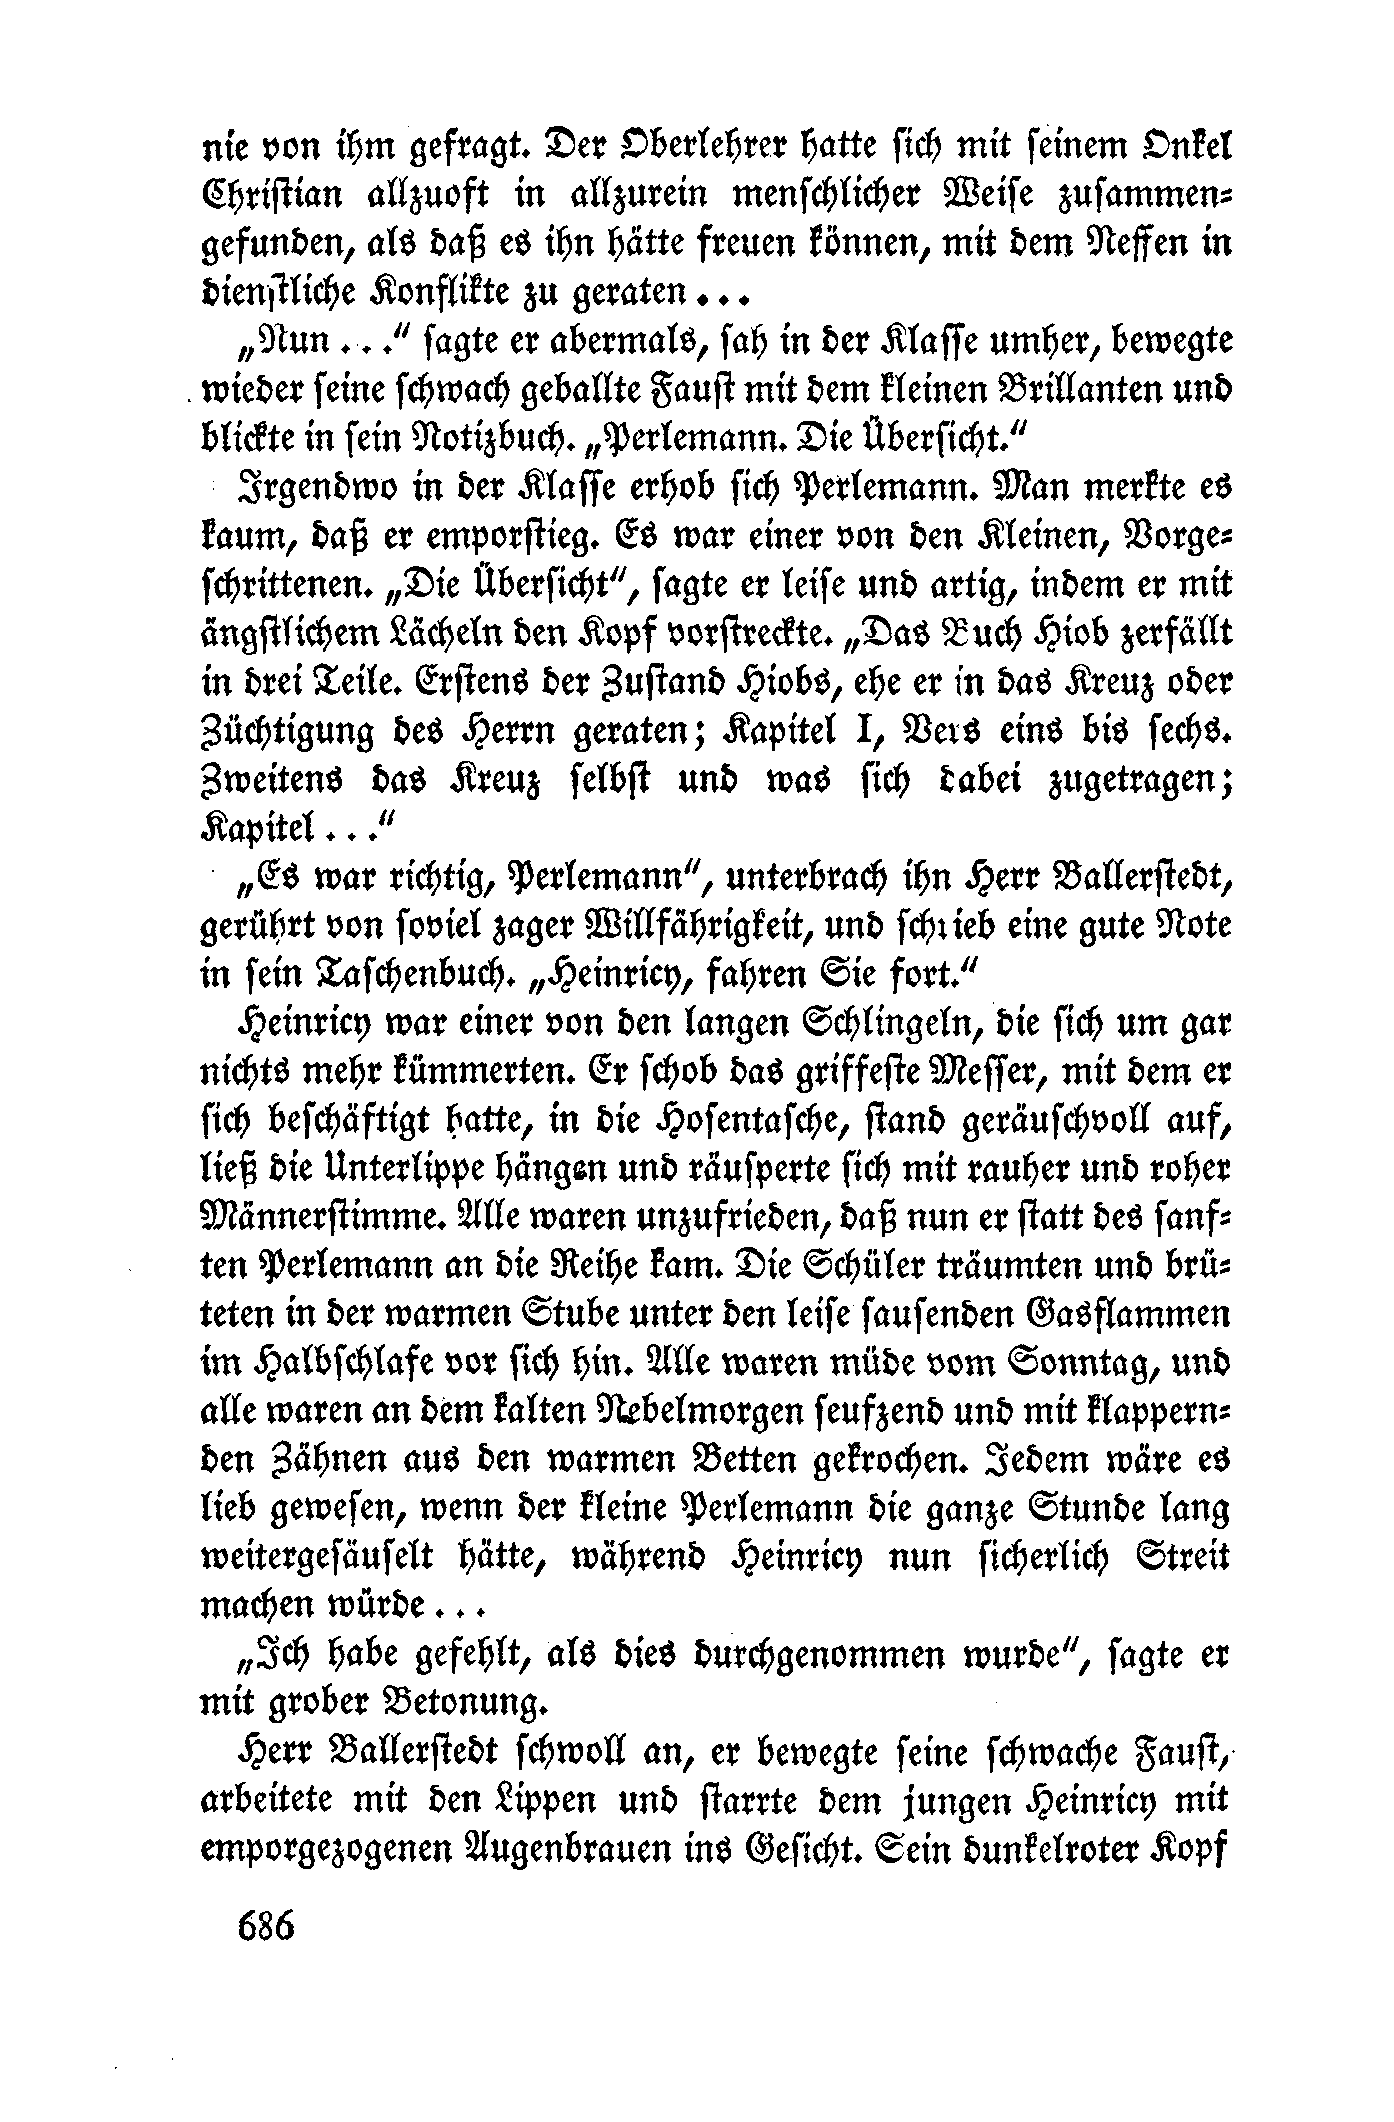 nie von ihm gefragt. Der Oberlehrer hatte sich mit seinem Onkel
Christian allzuoft in allzurein menschlicher Weise zusammen-
gefunden, als daß es ihn hätte freuen können, mit dem Neffen in
dienstliche Konflikte zu geraten...
„Nun...“ sagte er abermals, sah in der Klasse umher, bewegte
wieder seine schwach geballte Faust mit dem kleinen Brillanten und
blickte in sein Notizbuch. „Perlemann. Die Übersicht.“
Irgendwo in der Klasse erhob sich Perlemann. Man merkte es
kaum, daß er emporstieg. Es war einer von den Kleinen, Vorge-
schrittenen. „Die Übersicht“, sagte er leise und artig, indem er mit
ängstlichem Lächeln den Kopf vorstreckte. „Das Buch Hiob zerfällt
in drei Teile. Erstens der Zustand Hiobs, ehe er in das Kreuz oder
Züchtigung des Herrn geraten; Kapitel I, Vers eins bis sechs.
Zweitens das Kreuz selbst und was sich dabei zugetragen;
Kapitel...“
„Es war richtig, Perlemann“, unterbrach ihn Herr Ballerstedt,
gerührt von soviel zager Willfährigkeit, und schrieb eine gute Note
in sein Taschenbuch. „Heinricy, fahren Sie fort.“
Heinricy war einer von den langen Schlingeln, die sich um gar
nichts mehr kümmerten. Er schob das griffeste Messer, mit dem er
sich beschäftigt hatte, in die Hosentasche, stand geräuschvoll auf,
ließ die Unterlippe hängen und räusperte sich mit rauher und roher
Männerstimme. Alle waren unzufrieden, daß nun er statt des sanf-
ten Perlemann an die Reihe kam. Die Schüler träumten und brü-
teten in der warmen Stube unter den leise sausenden Gasflammen
im Halbschlafe vor sich hin. Alle waren müde vom Sonntag, und
alle waren an dem kalten Nebelmorgen seufzend und mit klappern-
den Zähnen aus den warmen Betten gekrochen. Jedem wäre es
lieb gewesen, wenn der kleine Perlemann die ganze Stunde lang
weitergesäuselt hätte, während Heinricy nun sicherlich Streit
machen würde...
„Ich habe gefehlt, als dies durchgenommen wurde“, sagte er
mit grober Betonung.
Herr Ballerstedt schwoll an, er bewegte seine schwache Faust,
arbeitete mit den Lippen und starrte dem jungen Heinricy mit
emporgezogenen Augenbrauen ins Gesicht. Sein dunkelroter Kopf
686